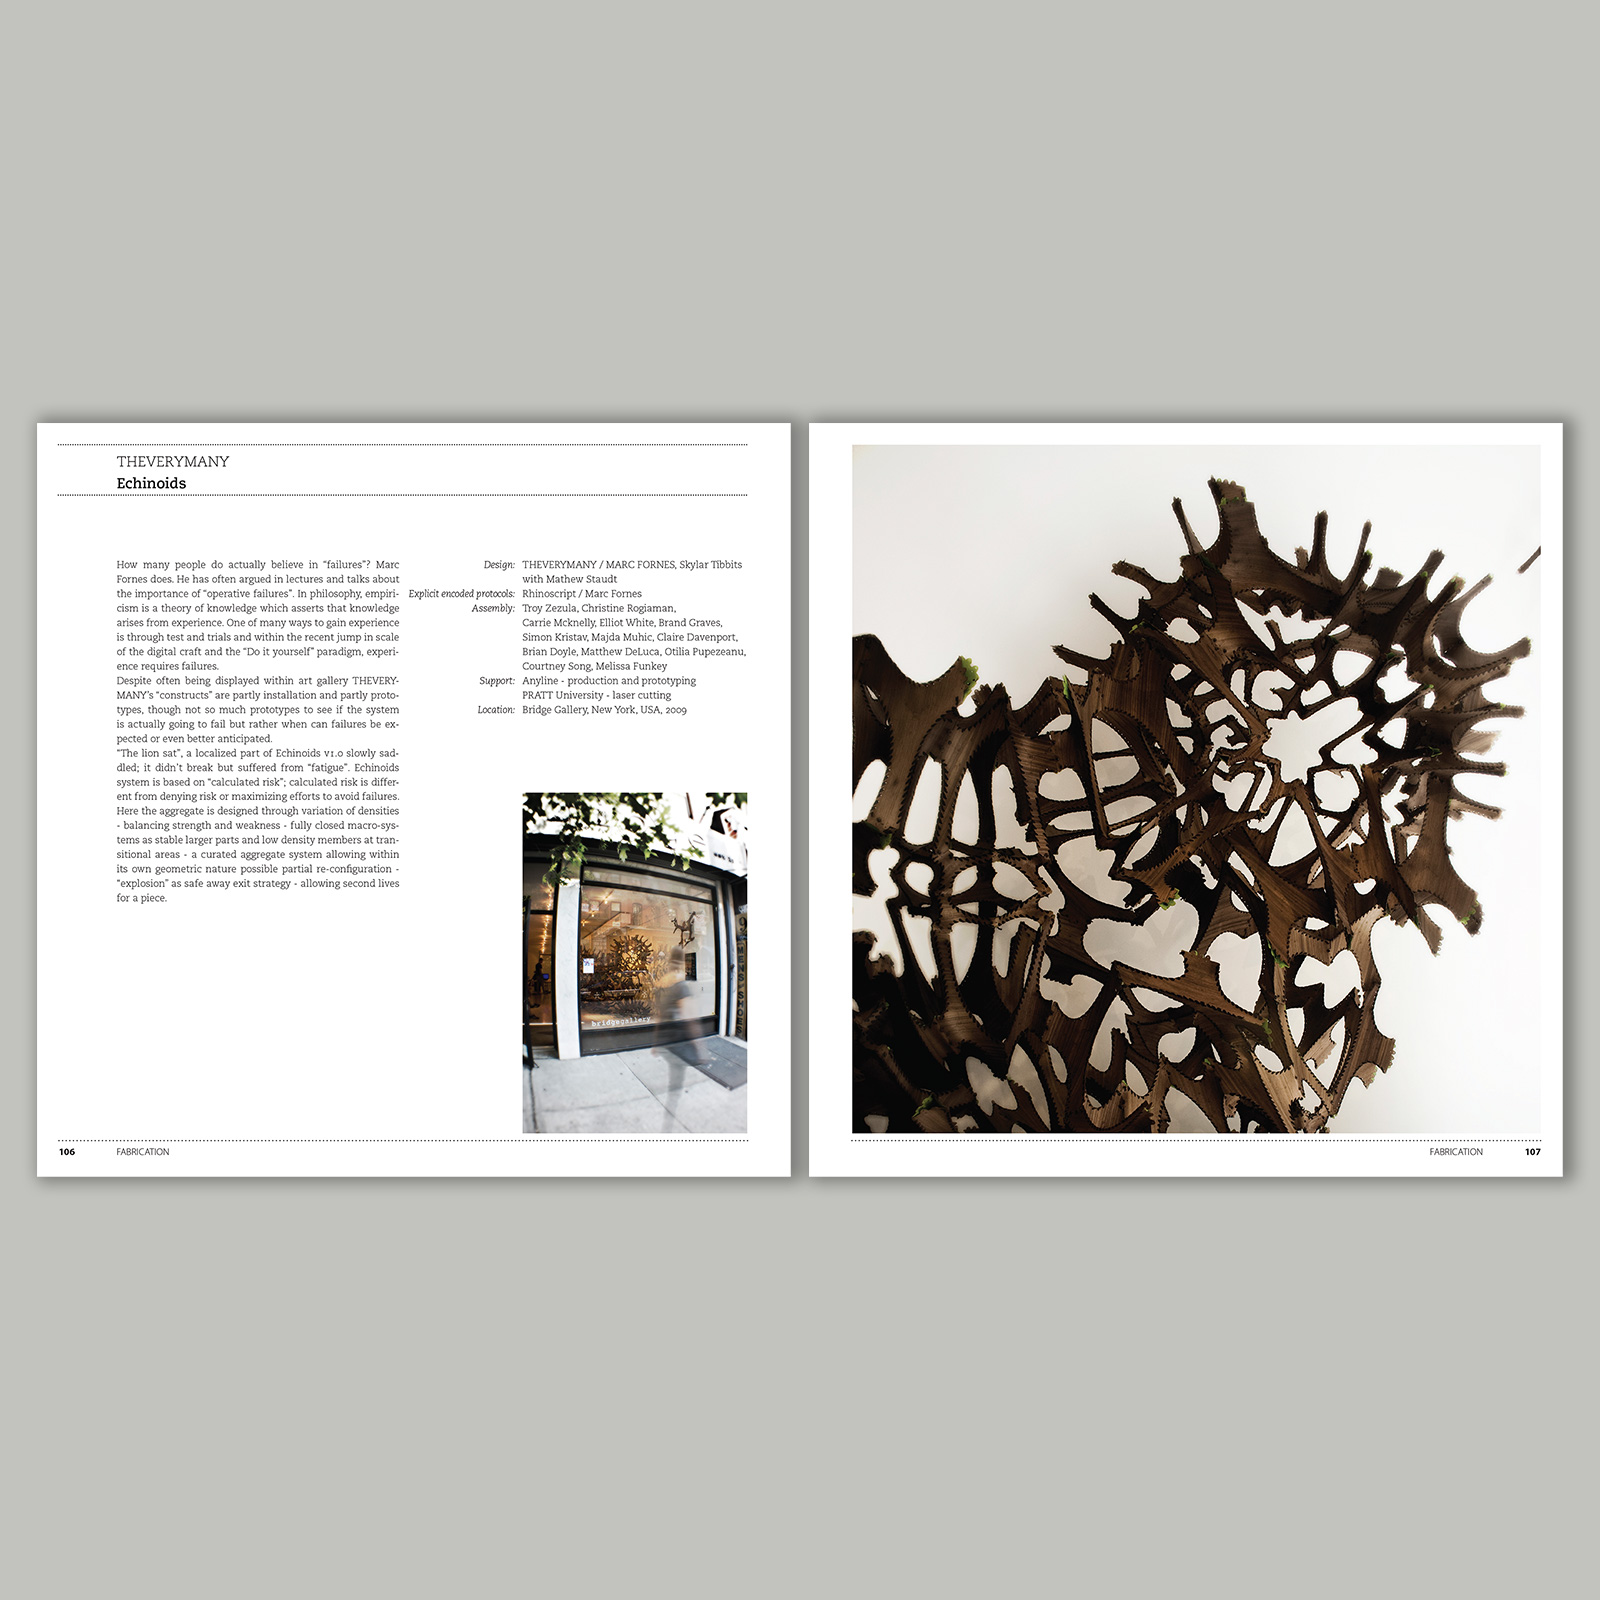 THEVERYMANY
Echinoids
How many people do actually believe in “failures”? Marc
Fornes does. He has often argued in lectures and talks about
the importance of “operative failures”. In philosophy, empiri-
cism is a theory of knowledge which asserts that knowledge
arises from experience. One of many ways to gain experience
is through test and trials and within the recent jump in scale
of the digital craft and the “Do it yourself” paradigm, experi-
ence requires failures.
Despite often being displayed within art gallery THEVERY-
MANY’s “constructs” are partly installation and partly proto-
types, though not so much prototypes to see if the system
is actually going to fail but rather when can failures be ex-
pected or even better anticipated.
“The lion sat”, a localized part of Echinoids v1.0 slowly sad-
dled; it didn’t break but suffered from “fatigue”. Echinoids
system is based on “calculated risk”; calculated risk is differ-
ent from denying risk or maximizing efforts to avoid failures.
Here the aggregate is designed through variation of densities
- balancing strength and weakness - fully closed macro-sys-
tems as stable larger parts and low density members at tran-
sitional areas - a curated aggregate system allowing within
its own geometric nature possible partial re-configuration -
“explosion” as safe away exit strategy - allowing second lives
for a piece.
Design: THEVERYMANY / MARC FORNES, Skylar Tibbits
with Mathew Staudt
Explicit encoded protocols: Rhinoscript / Marc Fornes
Assembly: Troy Zezula, Christine Rogiaman,
Carrie Mcknelly, Elliot White, Brand Graves,
Simon Kristav, Majda Muhic, Claire Davenport,
Brian Doyle, Matthew DeLuca, Otilia Pupezeanu,
Courtney Song, Melissa Funkey
Support: Anyline - production and prototyping
PRATT University - laser cutting
Location: Bridge Gallery, New York, USA, 2009
bridgegallery
106 FABRICATION
FABRICATION 107